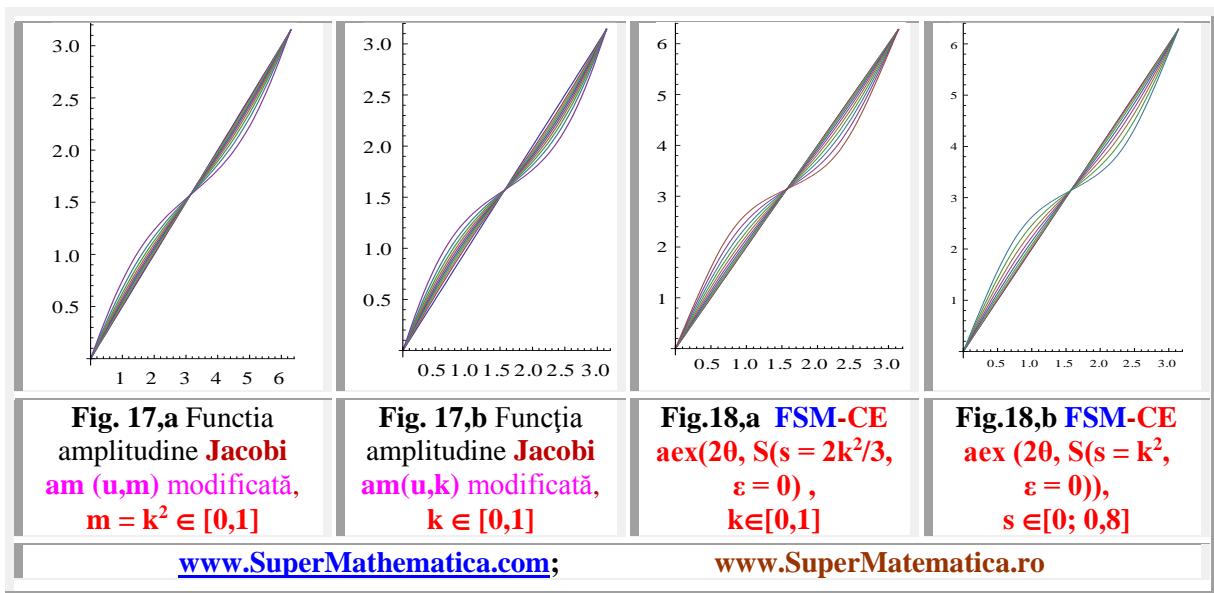 3.0
2.5
2.0
1.5
1.0
0.5
1 2 3 4 5 6
3.0
2.5
2.0
1.5
1.0
0.5
0.5 1.0 1.5 2.0 2.5 3.0
6
5
4
3
2
1
0.5 1.0 1.5 2.0 2.5 3.0
6
5
4
3
2
1
0.5 1.0 1.5 2.0 2.5 3.0
Fig. 17,a Functia
amplitudine Jacobi
am (u,m) modificată,
m = k² ∈ [0,1]
Fig. 17,b Funcţia
amplitudine Jacobi
am(u,k) modificată,
k ∈ [0,1]
Fig.18,a FSM-CE
aex(2θ, S(s = 2k²/3,
ε = 0) ,
k∈[0,1]
Fig.18,b FSM-CE
aex (2θ, S(s = k²,
ε = 0)),
s ∈[0; 0,8]
www.SuperMathematica.com; www.SuperMatematica.ro